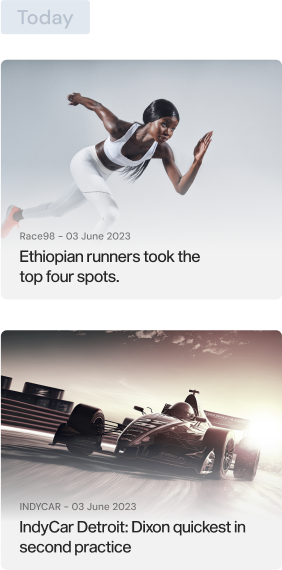 Today
Race98 - 03 June 2023
Ethiopian runners took the
top four spots.
INDYCAR - 03 June 2023
IndyCar Detroit: Dixon quickest in
second practice